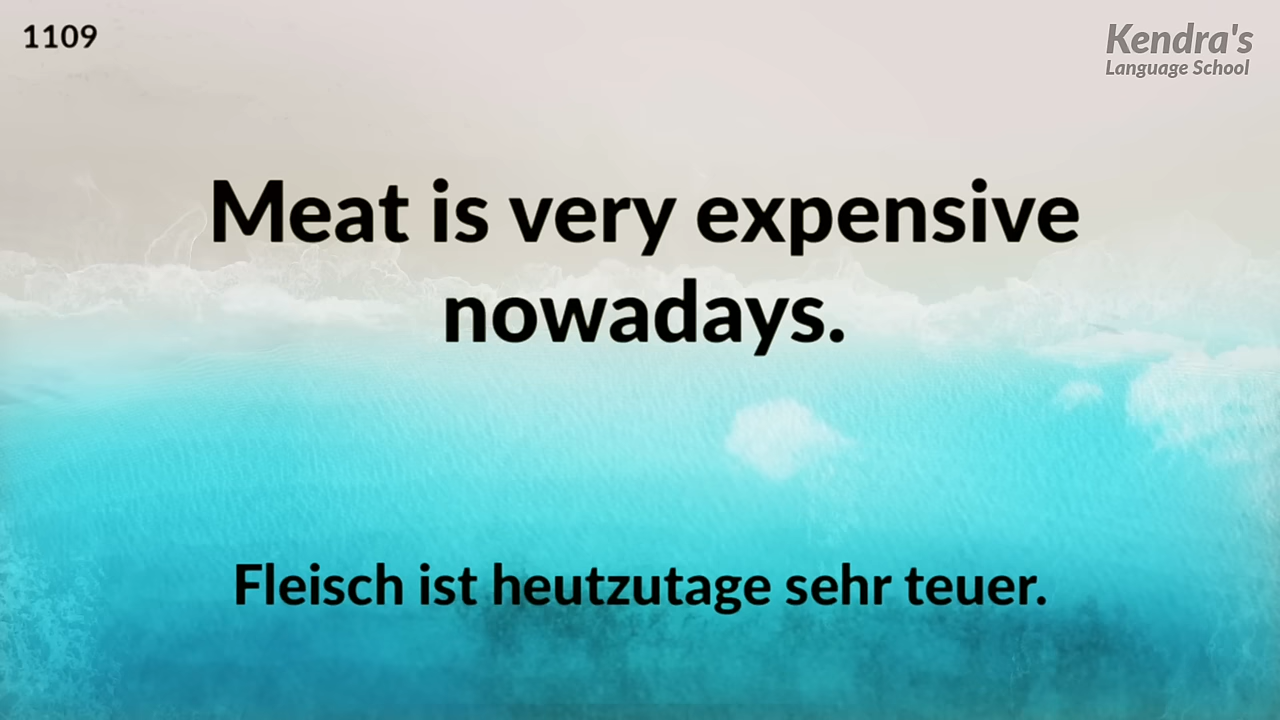 1109
Kendra's
Language School
Meat is very expensive
nowadays.
Fleisch ist heutzutage sehr teuer.